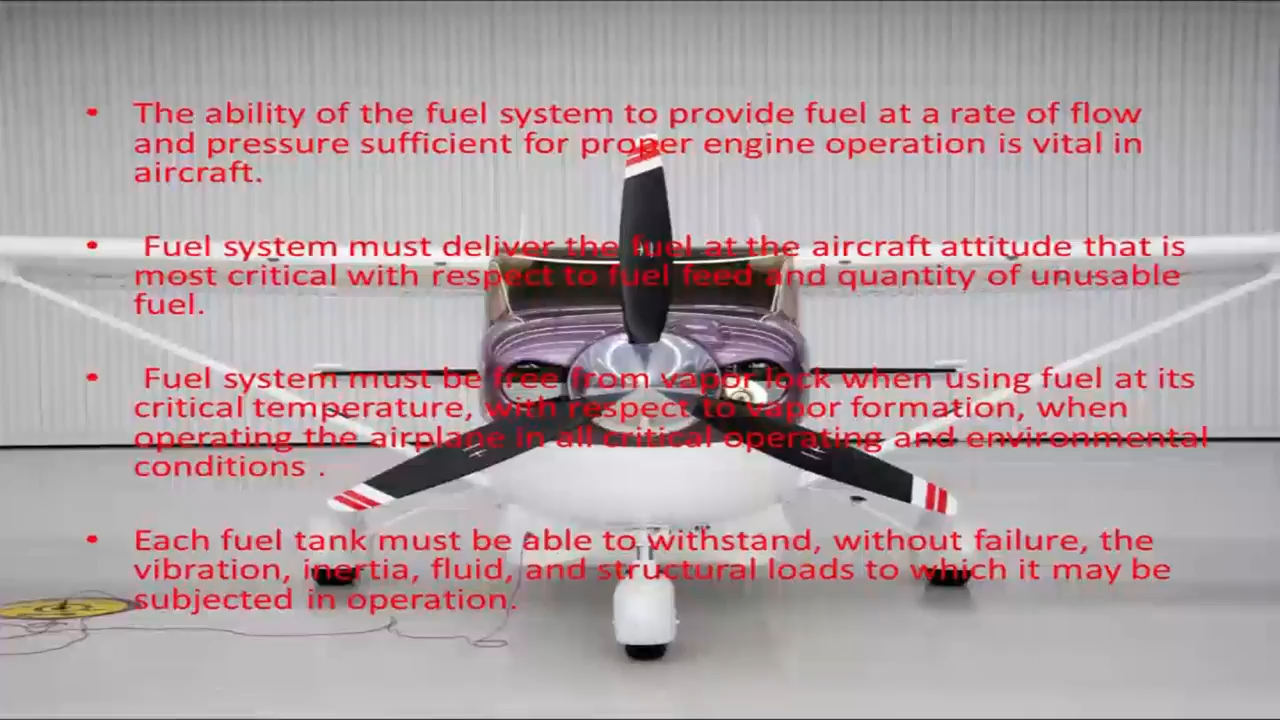 • The ability of the fuel system to provide fuel at a rate of flow
and pressure sufficient for proper engine operation is vital in
aircraft.
• Fuel system must deliver the fuel at the aircraft attitude that is
most critical with respect to fuel feed and quantity of unusable
fuel.
• Fuel system must be free from vapor lock when using fuel at its
critical temperature, with respect to vapor formation, when
operating the airplane in all critical operating and environmental
conditions .
• Each fuel tank must be able to withstand, without failure, the
vibration, inertia, fluid, and structural loads to which it may be
subjected in operation.